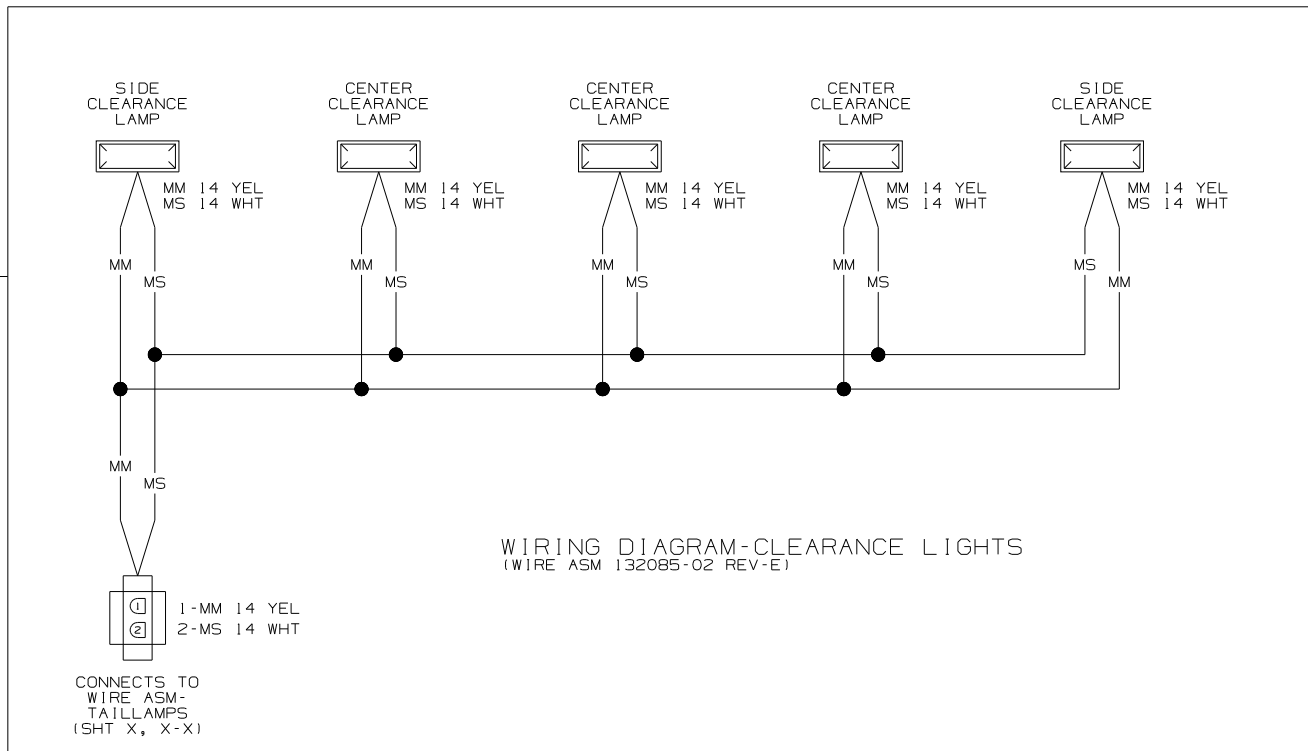 SIDE
CLEARANCE
LAMP
CENTER
CLEARANCE
LAMP
CENTER
CLEARANCE
LAMP
CENTER
CLEARANCE
LAMP
SIDE
CLEARANCE
LAMP
MM 14 YEL
MS 14 WHT
MM 14 YEL
MS 14 WHT
MM 14 YEL
MS 14 WHT
MM 14 YEL
MS 14 WHT
MM 14 YEL
MS 14 WHT
MM
MS
MM
MS
MM
MS
MM
MS
MS
MM
MM
MS
WIRING DIAGRAM-CLEARANCE LIGHTS
(WIRE ASM 132085-02 REV-E)
1
2
1-MM 14 YEL
2-MS 14 WHT
CONNECTS TO
WIRE ASM-
TAILLAMPS
(SHT X, X-X)